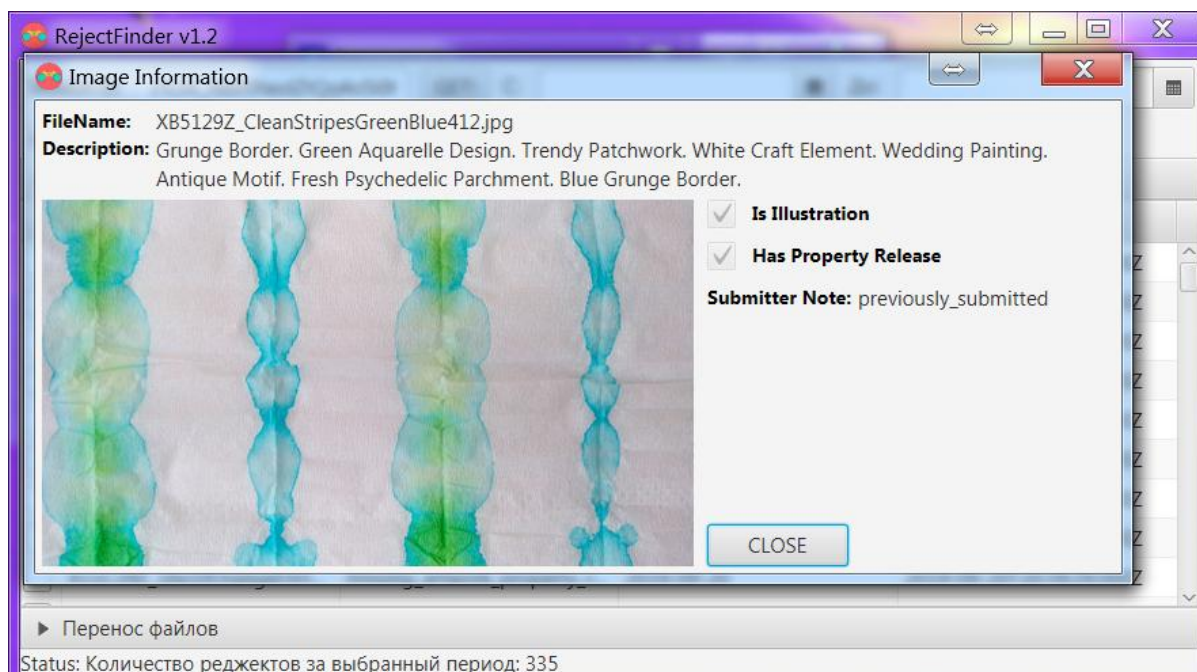 RejectFinder v1.2
Image Information
FileName: XB5129Z_CleanStripesGreenBlue412.jpg
Description: Grunge Border. Green Aquarelle Design. Trendy Patchwork. White Craft Element. Wedding Painting.
Antique Motif. Fresh Psychedelic Parchment. Blue Grunge Border.
Is Illustration
Has Property Release
Submitter Note: previously_submitted
CLOSE
Z
Z
Z
Z
Z
Z
Z
Z
Z
Перенос файлов
Status: Количество реджектов за выбранный период: 335